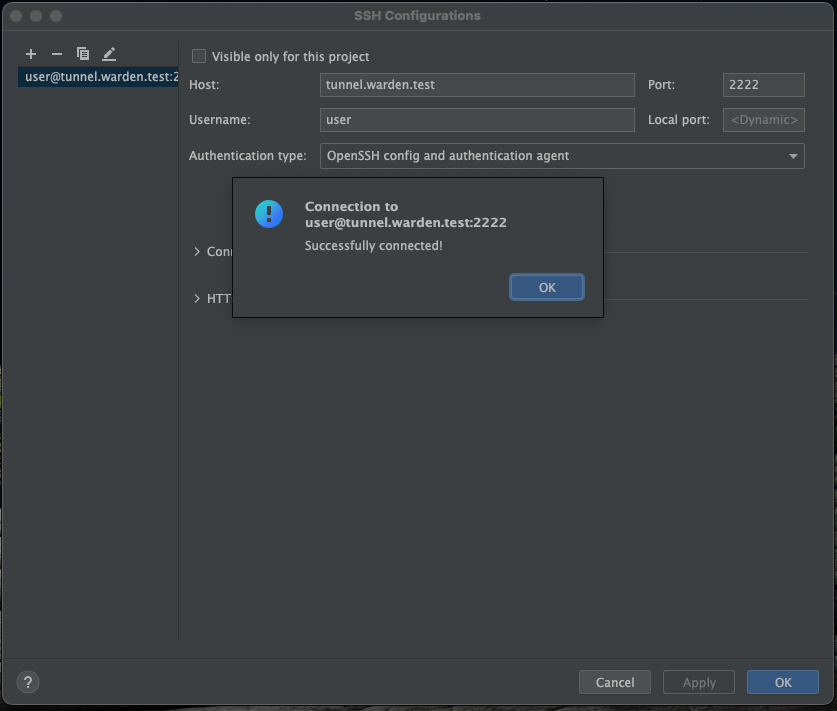 SSH Configurations
user@tunnel.warden.test:2
Visible only for this project
Host: tunnel.warden.test Port: 2222
Username: user Local port: <Dynamic>
Authentication type: OpenSSH config and authentication agent
Connection to
user@tunnel.warden.test:2222
Successfully connected!
Conn
OK
HTT
? Cancel Apply OK